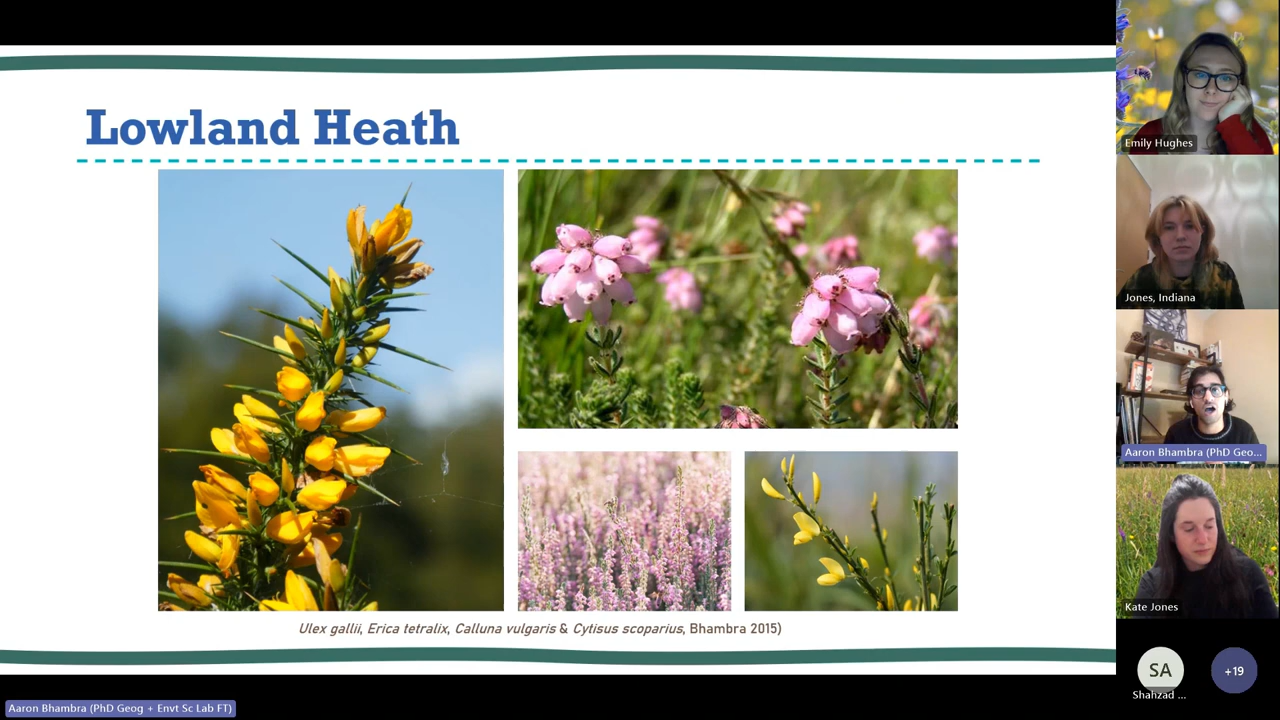 Lowland Heath
Ulex gallii, Erica tetralix, Calluna vulgaris & Cytisus scoparius, Bhambra 2015)
Emily Hughes
Jones, Indiana
Aaron Bhambra (PhD Geo...
Kate Jones
SA
+19
Shahzad ...
Aaron Bhambra (PhD Geog + Envt Sc Lab FT)